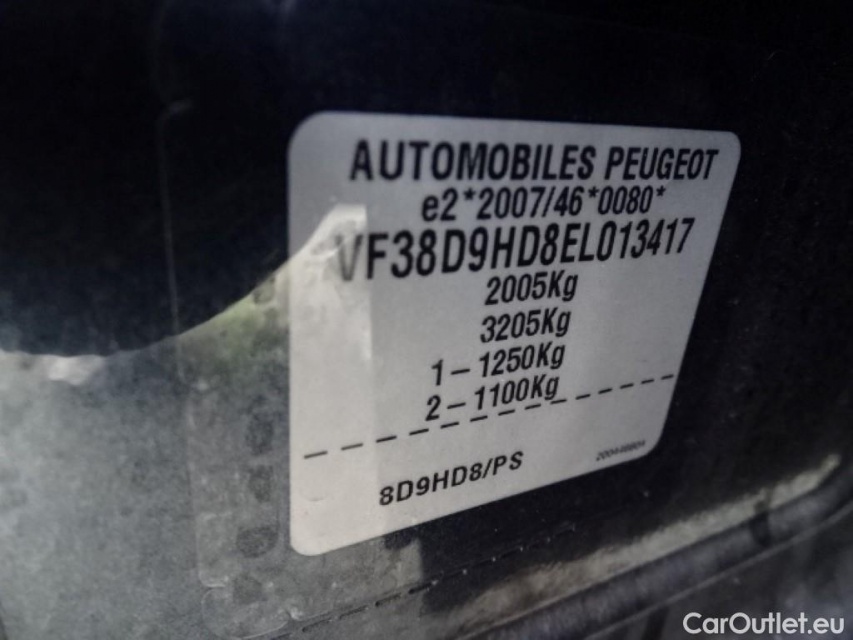 AUTOMOBILES PEUGEOT
e2*2007/46*0080*
VF38D9HD8EL013417
2005Kg
3205Kg
1-1250Kg
2-1100Kg
8D9HD8/PS
CarOutlet.eu